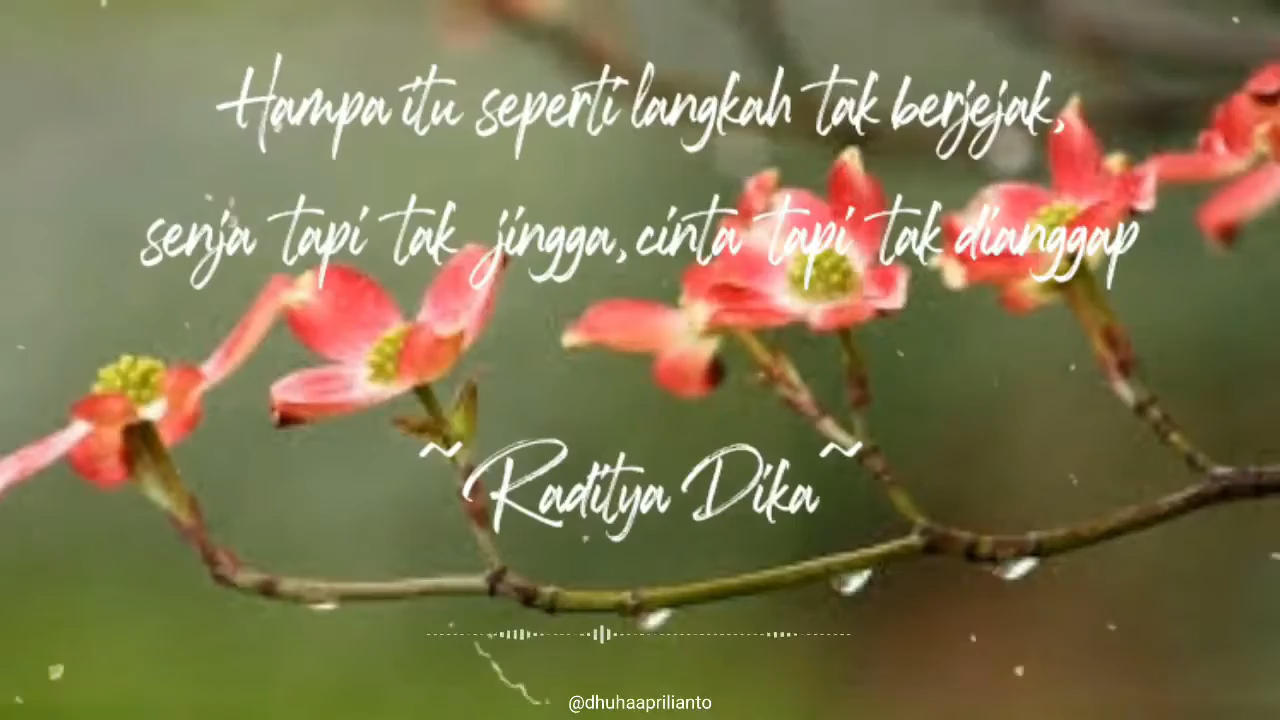 Hampa itu seperti langkah tak berjejak,
senja tapi tak jingga, cinta tapi tak dianggap
~Raditya Dika~
@dhuhaaprilianto